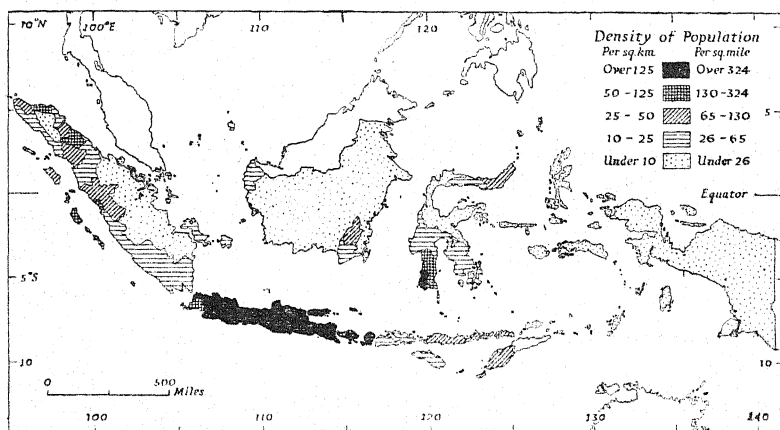 10°N 100°E 110 120
Density of Population
Per sq.km. Per sq.mile
Over 125 Over 324
50 - 125 130 - 324
25 - 50 65 - 130
10 - 25 26 - 65
Under 10 Under 26
5
Equator
5°S
10 10
0 500 Miles
100 110 120 130 140